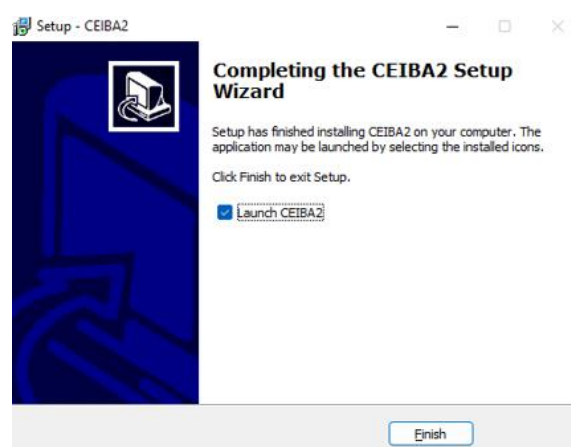 Setup - CEIBA2
Completing the CEIBA2 Setup
Wizard
Setup has finished installing CEIBA2 on your computer. The
application may be launched by selecting the installed icons.
Click Finish to exit Setup.
Launch CEIBA2
Finish